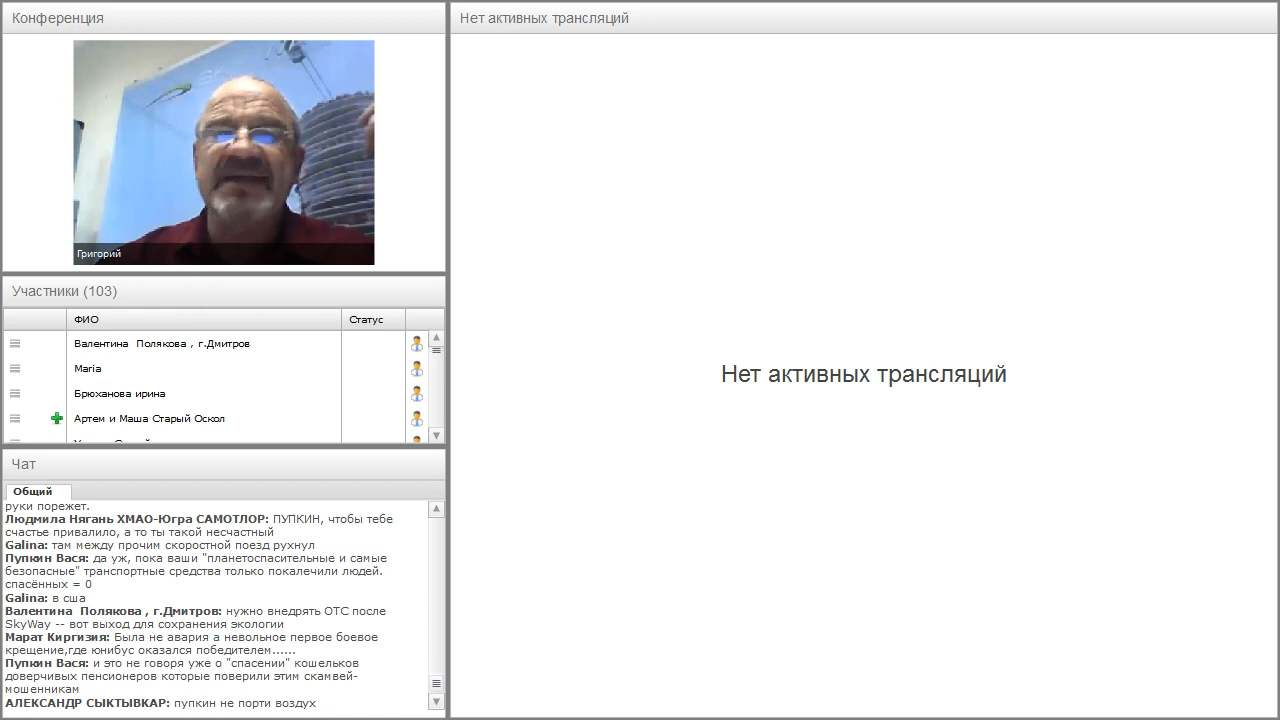 Конференция
Григорий
Участники (103)
ФИО
Статус
Валентина Полякова , г.Дмитров
Maria
Брюханова ирина
Артем и Маша Старый Оскол
Чат
Общий
руки порежет.
Людмила Нягань ХМАО-Югра САМОТЛОР: ПУПКИН, чтобы тебе
счастье привалило, а то ты такой несчастный
Galina: там между прочим скоростной поезд рухнул
Пупкин Вася: да уж, пока ваши "планетоспасительные и самые
безопасные" транспортные средства только покалечили людей.
спасённых = 0
Galina: в сша
Валентина Полякова , г.Дмитров: нужно внедрять ОТС после
SkyWay -- вот выход для сохранения экологии
Марат Киргизия: Была не авария а невольное первое боевое
крещение,где юнибус оказался победителем......
Пупкин Вася: и это не говоря уже о "спасении" кошельков
доверчивых пенсионеров которые поверили этим скамвей-
мошенникам
АЛЕКСАНДР СЫКТЫВКАР: пупкин не порти воздух
Нет активных трансляций
Нет активных трансляций